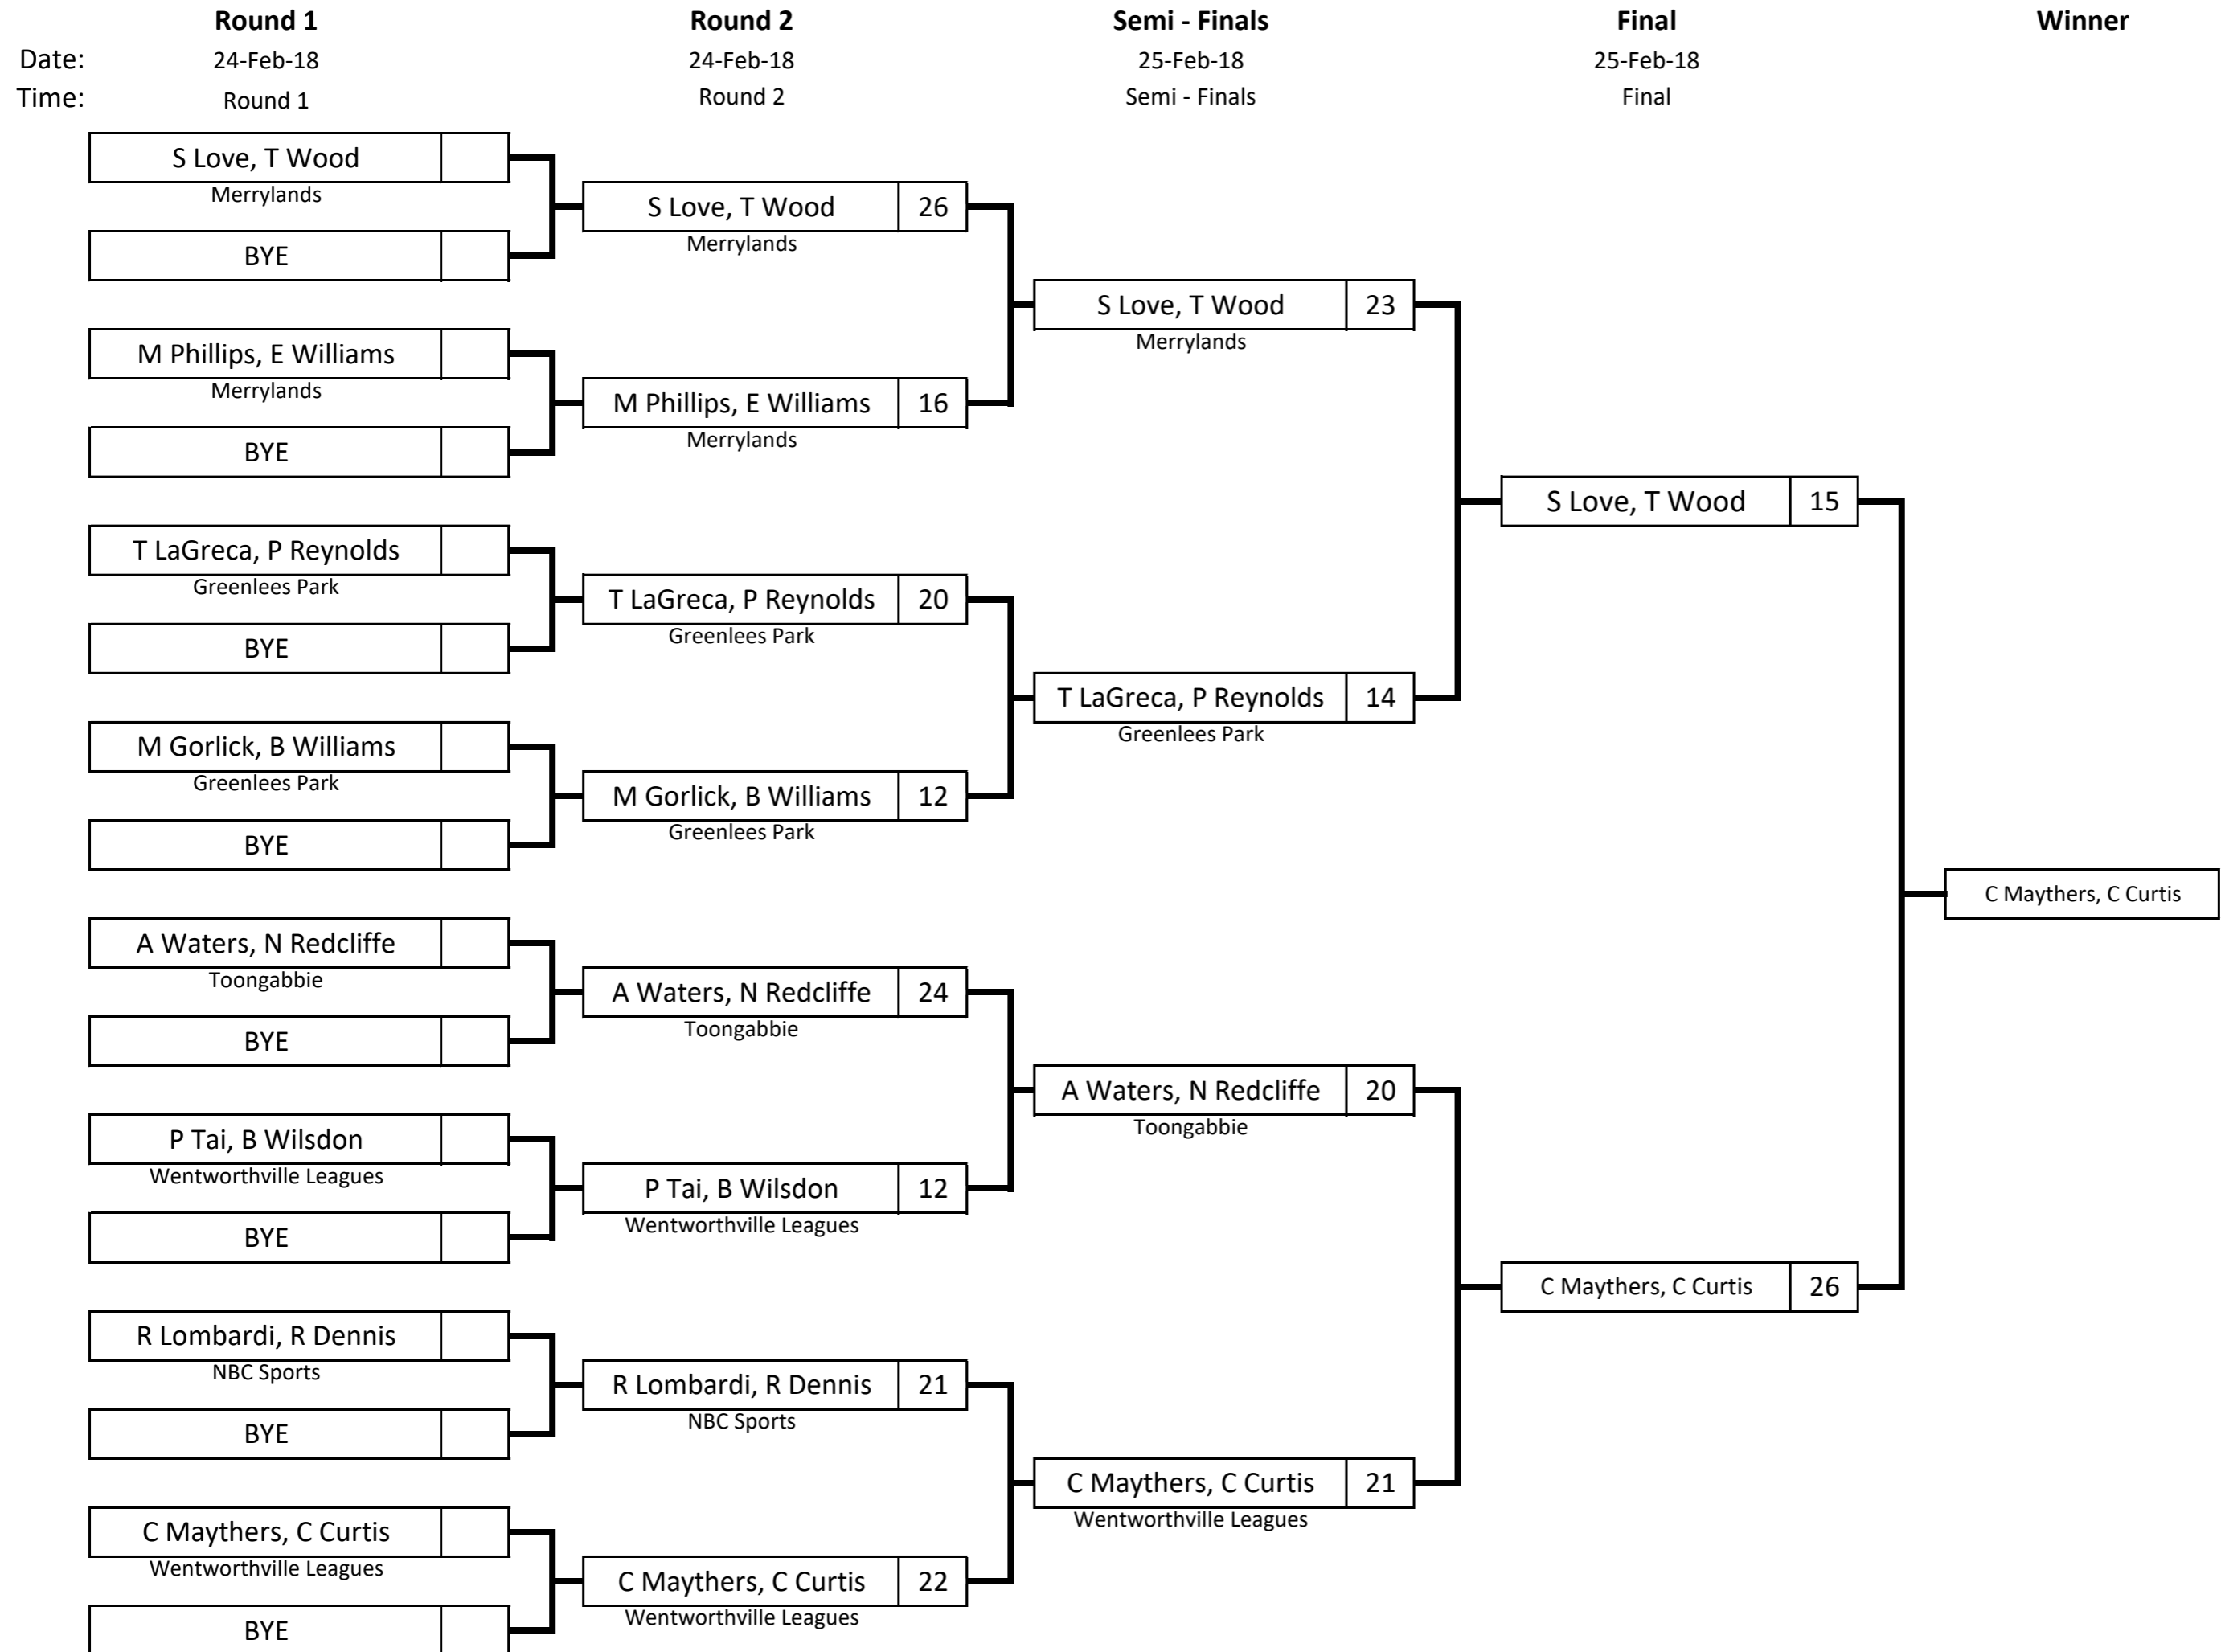 Round 1 Round 2 Semi - Finals Final Winner
Date: 24-Feb-18 24-Feb-18 25-Feb-18 25-Feb-18
Time: Round 1 Round 2 Semi - Finals Final
S Love, T Wood
Merrylands
S Love, T Wood 26
Merrylands
BYE
S Love, T Wood 23
Merrylands
M Phillips, E Williams
Merrylands
M Phillips, E Williams 16
Merrylands
BYE
S Love, T Wood 15
T LaGreca, P Reynolds
Greenlees Park
T LaGreca, P Reynolds 20
Greenlees Park
BYE
T LaGreca, P Reynolds 14
Greenlees Park
M Gorlick, B Williams
Greenlees Park
M Gorlick, B Williams 12
Greenlees Park
BYE
C Maythers, C Curtis
A Waters, N Redcliffe
Toongabbie
A Waters, N Redcliffe 24
Toongabbie
BYE
A Waters, N Redcliffe 20
Toongabbie
P Tai, B Wilsdon
Wentworthville Leagues
P Tai, B Wilsdon 12
Wentworthville Leagues
BYE
C Maythers, C Curtis 26
R Lombardi, R Dennis
NBC Sports
R Lombardi, R Dennis 21
NBC Sports
BYE
C Maythers, C Curtis 21
Wentworthville Leagues
C Maythers, C Curtis
Wentworthville Leagues
C Maythers, C Curtis 22
Wentworthville Leagues
BYE